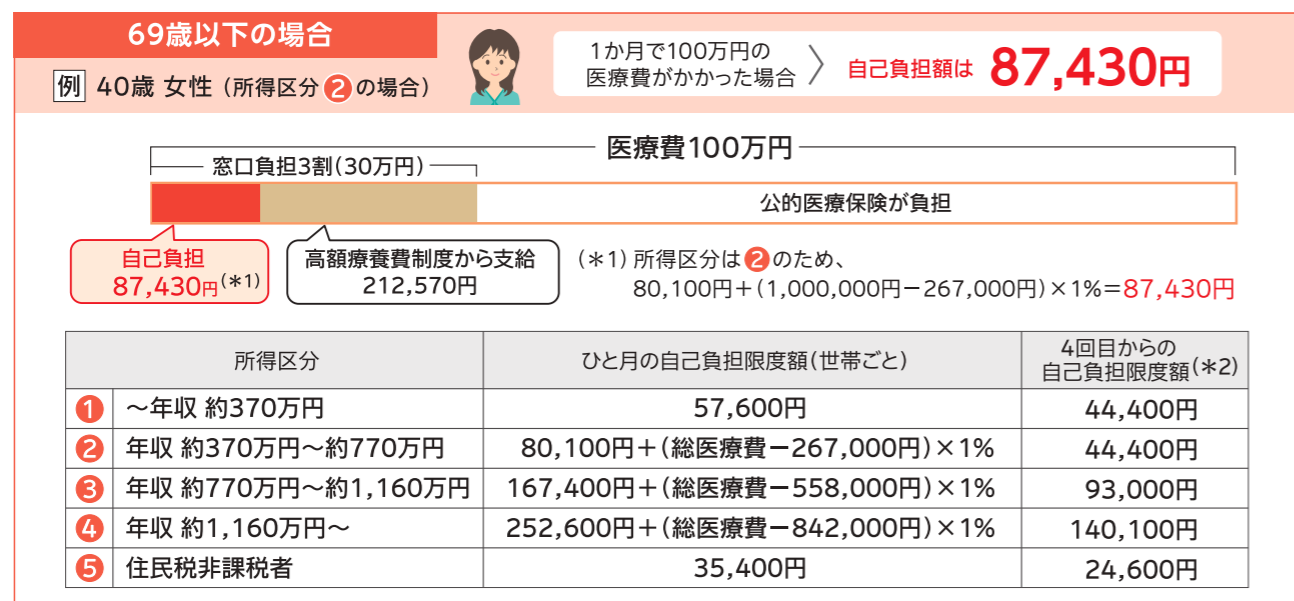 69歳以下の場合
例 40歳 女性（所得区分❷の場合）
1か月で100万円の
医療費がかかった場合
自己負担額は 87,430円
医療費100万円
窓口負担3割（30万円）
公的医療保険が負担
自己負担
87,430円（＊1）
高額療養費制度から支給
212,570円
（＊1）所得区分は❷のため、
80,100円＋（1,000,000円－267,000円）×1%＝87,430円
所得区分 ひと月の自己負担限度額（世帯ごと） 4回目からの
自己負担限度額（＊2）
❶ ～年収 約370万円 57,600円 44,400円
❷ 年収 約370万円～約770万円 80,100円＋（総医療費－267,000円）×1% 44,400円
❸ 年収 約770万円～約1,160万円 167,400円＋（総医療費－558,000円）×1% 93,000円
❹ 年収 約1,160万円～ 252,600円＋（総医療費－842,000円）×1% 140,100円
❺ 住民税非課税者 35,400円 24,600円